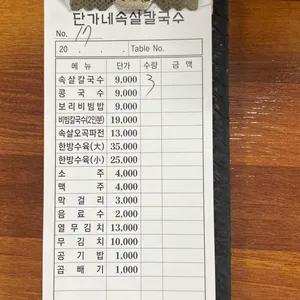 단가네속살칼국수
No. 17
20 . . . Table No.
메 뉴 단가 수량 금 액
속살칼국수 9,000 3
콩 국 수 9,000
보리비빔밥 9,000
비빔칼국수(2인분) 19,000
속살오곡파전 13,000
한방수육(大) 35,000
한방수육(小) 25,000
소 주 4,000
맥 주 4,000
막 걸 리 3,000
음 료 수 2,000
열 무 김 치 13,000
무 김 치 10,000
공 기 밥 1,000
곱 빼 기 1,000